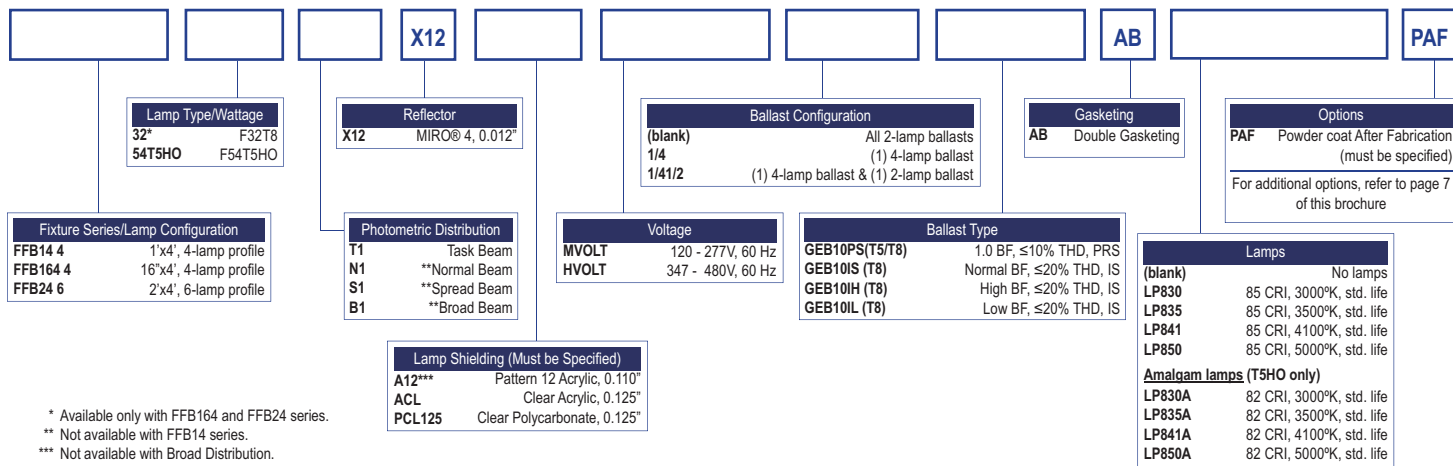 X12
AB
PAF
Lamp Type/Wattage
32* F32T8
54T5HO F54T5HO
Reflector
X12 MIRO® 4, 0.012”
Ballast Configuration
(blank) All 2-lamp ballasts
1/4 (1) 4-lamp ballast
1/41/2 (1) 4-lamp ballast & (1) 2-lamp ballast
Gasketing
AB Double Gasketing
Options
PAF Powder coat After Fabrication
(must be specified)
For additional options, refer to page 7
of this brochure
Fixture Series/Lamp Configuration
FFB14 4 1’x4’, 4-lamp profile
FFB164 4 16”x4’, 4-lamp profile
FFB24 6 2’x4’, 6-lamp profile
Photometric Distribution
T1 Task Beam
N1 **Normal Beam
S1 **Spread Beam
B1 **Broad Beam
Voltage
MVOLT 120 - 277V, 60 Hz
HVOLT 347 - 480V, 60 Hz
Ballast Type
GEB10PS(T5/T8) 1.0 BF, ≤10% THD, PRS
GEB10IS (T8) Normal BF, ≤20% THD, IS
GEB10IH (T8) High BF, ≤20% THD, IS
GEB10IL (T8) Low BF, ≤20% THD, IS
Lamps
(blank) No lamps
LP830 85 CRI, 3000ºK, std. life
LP835 85 CRI, 3500ºK, std. life
LP841 85 CRI, 4100ºK, std. life
LP850 85 CRI, 5000ºK, std. life
Amalgam lamps (T5HO only)
LP830A 82 CRI, 3000ºK, std. life
LP835A 82 CRI, 3500ºK, std. life
LP841A 82 CRI, 4100ºK, std. life
LP850A 82 CRI, 5000ºK, std. life
Lamp Shielding (Must be Specified)
A12*** Pattern 12 Acrylic, 0.110”
ACL Clear Acrylic, 0.125”
PCL125 Clear Polycarbonate, 0.125”
* Available only with FFB164 and FFB24 series.
** Not available with FFB14 series.
*** Not available with Broad Distribution.